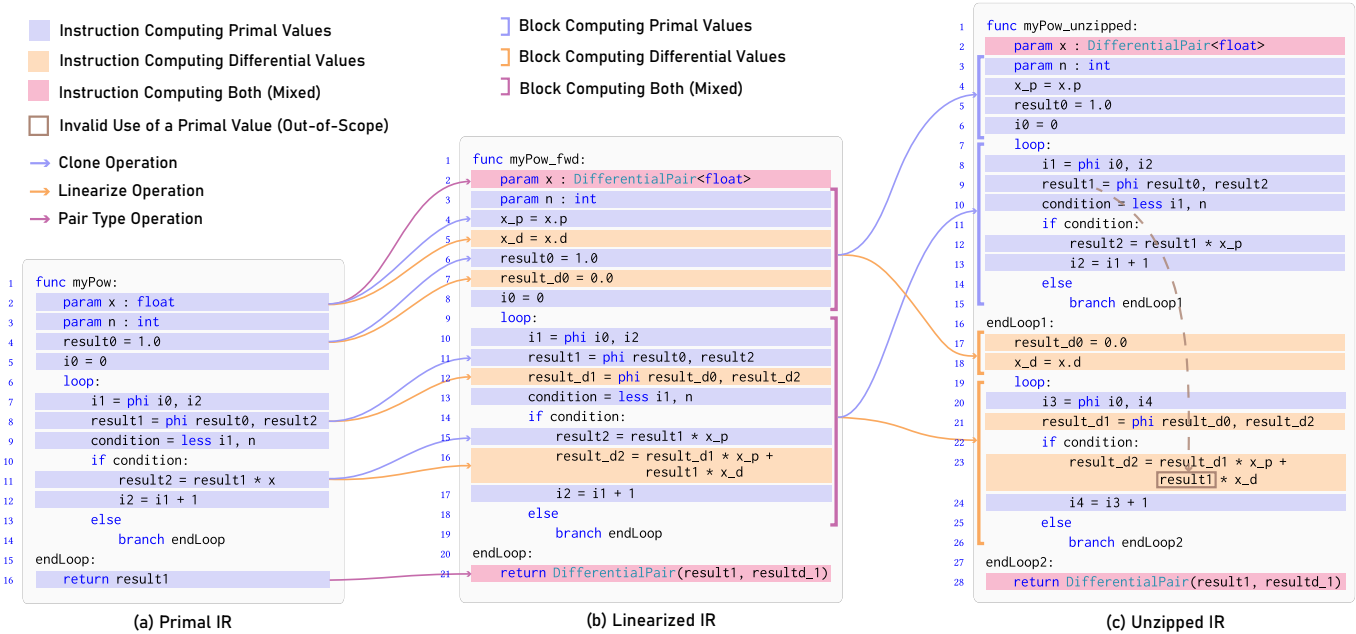 Instruction Computing Primal Values
Instruction Computing Differential Values
Instruction Computing Both (Mixed)
Invalid Use of a Primal Value (Out-of-Scope)
Clone Operation
Linearize Operation
Pair Type Operation
Block Computing Primal Values
Block Computing Differential Values
Block Computing Both (Mixed)
1 func myPow:
2 param x : float
3 param n : int
4 result0 = 1.0
5 i0 = 0
6 loop:
7 i1 = phi i0, i2
8 result1 = phi result0, result2
9 condition = less i1, n
10 if condition:
11 result2 = result1 * x
12 i2 = i1 + 1
13 else
14 branch endLoop
15 endLoop:
16 return result1
(a) Primal IR
1 func myPow_fwd:
2 param x : DifferentialPair<float>
3 param n : int
4 x_p = x.p
5 x_d = x.d
6 result0 = 1.0
7 result_d0 = 0.0
8 i0 = 0
9 loop:
10 i1 = phi i0, i2
11 result1 = phi result0, result2
12 result_d1 = phi result_d0, result_d2
13 condition = less i1, n
14 if condition:
15 result2 = result1 * x_p
16 result_d2 = result_d1 * x_p +
result1 * x_d
17 i2 = i1 + 1
18 else
19 branch endLoop
20 endLoop:
21 return DifferentialPair(result1, resultd_1)
(b) Linearized IR
1 func myPow_unzipped:
2 param x : DifferentialPair<float>
3 param n : int
4 x_p = x.p
5 result0 = 1.0
6 i0 = 0
7 loop:
8 i1 = phi i0, i2
9 result1 = phi result0, result2
10 condition = less i1, n
11 if condition:
12 result2 = result1 * x_p
13 i2 = i1 + 1
14 else
15 branch endLoop1
16 endLoop1:
17 result_d0 = 0.0
18 x_d = x.d
19 loop:
20 i3 = phi i0, i4
21 result_d1 = phi result_d0, result_d2
22 if condition:
23 result_d2 = result_d1 * x_p +
result1 * x_d
24 i4 = i3 + 1
25 else
26 branch endLoop2
27 endLoop2:
28 return DifferentialPair(result1, resultd_1)
(c) Unzipped IR